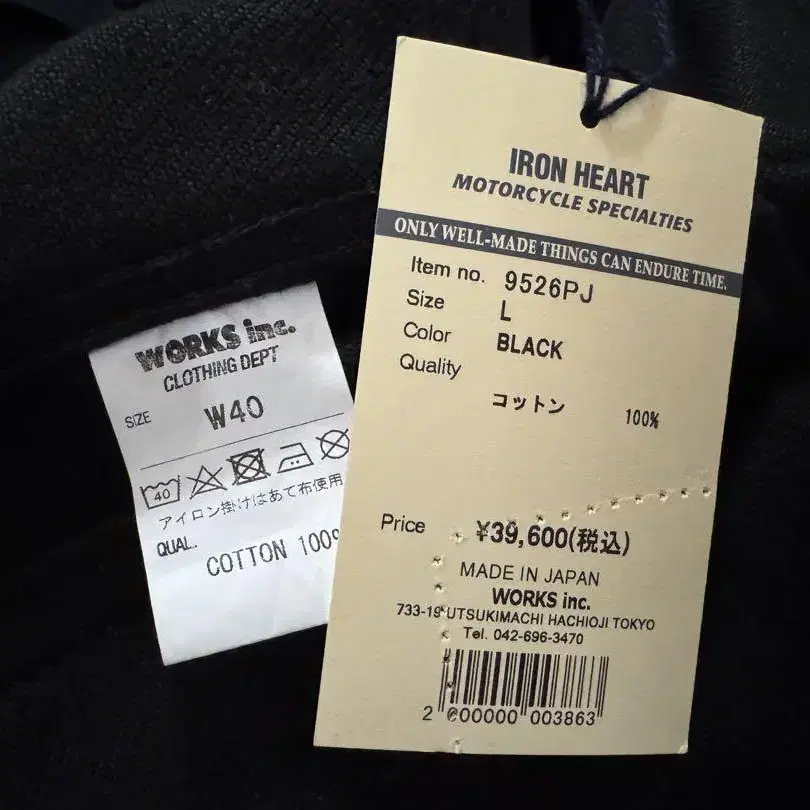 IRON HEART
MOTORCYCLE SPECIALTIES
ONLY WELL-MADE THINGS CAN ENDURE TIME.
Item no. 9526PJ
Size L
Color BLACK
Quality
コットン 100%
Price ¥39,600(税込)
MADE IN JAPAN
WORKS inc.
733-19 UTSUKIMACHI HACHIOJI TOKYO
Tel. 042-696-3470
2 600000 003863
WORKS inc.
CLOTHING DEPT
SIZE W40
40
アイロン掛けはあて布使用
QUAL.
COTTON 100%